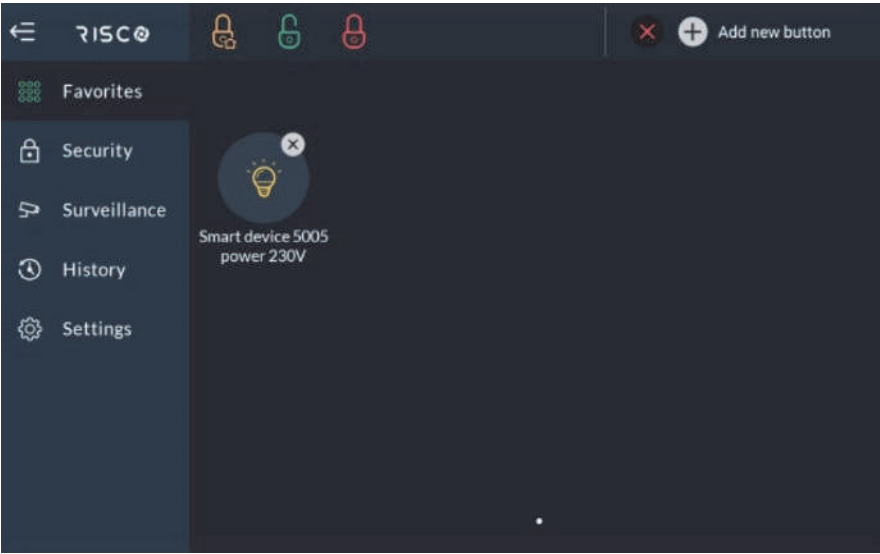 RISCO
Add new button
Favorites
Security
Surveillance
History
Settings
Smart device 5005
power 230V